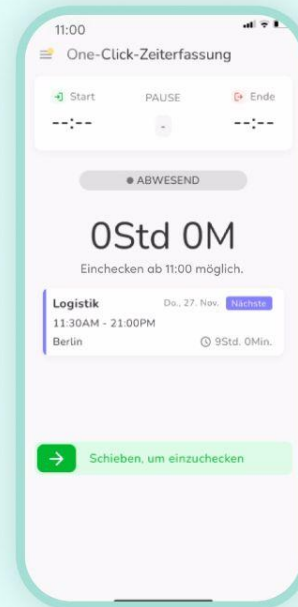 11:00
One-Click-Zeiterfassung
Start PAUSE Ende
--:-- - --:--
ABWESEND
0Std 0M
Einchecken ab 11:00 möglich.
Logistik Do., 27. Nov. Nächste
11:30AM - 21:00PM
Berlin 9Std. 0Min.
Schieben, um einzuchecken